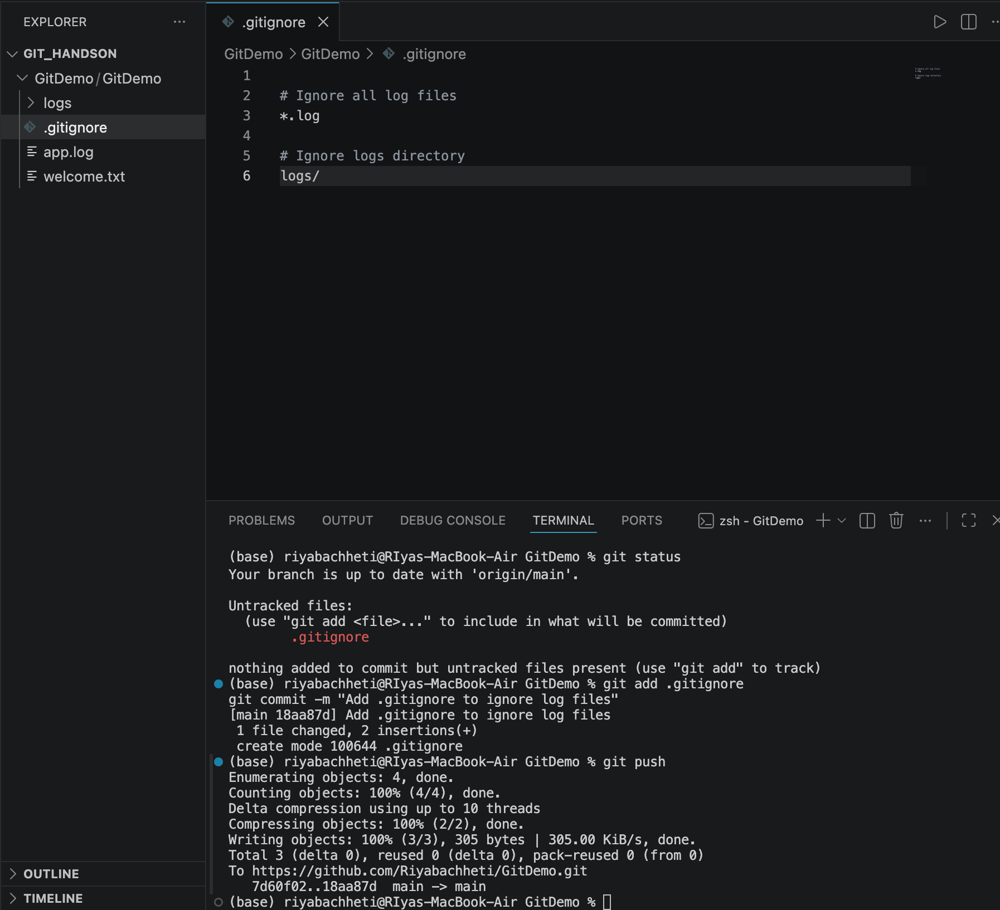 EXPLORER
GIT_HANDSON
GitDemo / GitDemo
logs
.gitignore
app.log
welcome.txt
OUTLINE
TIMELINE
.gitignore
GitDemo > GitDemo > .gitignore
1
2 # Ignore all log files
3 *.log
4
5 # Ignore logs directory
6 logs/
# Ignore all log files
*.log
# Ignore logs directory
logs/
PROBLEMS OUTPUT DEBUG CONSOLE TERMINAL PORTS zsh - GitDemo
(base) riyabachheti@RIyas-MacBook-Air GitDemo % git status
Your branch is up to date with 'origin/main'.
Untracked files:
(use "git add <file>..." to include in what will be committed)
.gitignore
nothing added to commit but untracked files present (use "git add" to track)
(base) riyabachheti@RIyas-MacBook-Air GitDemo % git add .gitignore
git commit -m "Add .gitignore to ignore log files"
[main 18aa87d] Add .gitignore to ignore log files
1 file changed, 2 insertions(+)
create mode 100644 .gitignore
(base) riyabachheti@RIyas-MacBook-Air GitDemo % git push
Enumerating objects: 4, done.
Counting objects: 100% (4/4), done.
Delta compression using up to 10 threads
Compressing objects: 100% (2/2), done.
Writing objects: 100% (3/3), 305 bytes | 305.00 KiB/s, done.
Total 3 (delta 0), reused 0 (delta 0), pack-reused 0 (from 0)
To https://github.com/Riyabachheti/GitDemo.git
7d60f02..18aa87d main -> main
(base) riyabachheti@RIyas-MacBook-Air GitDemo %